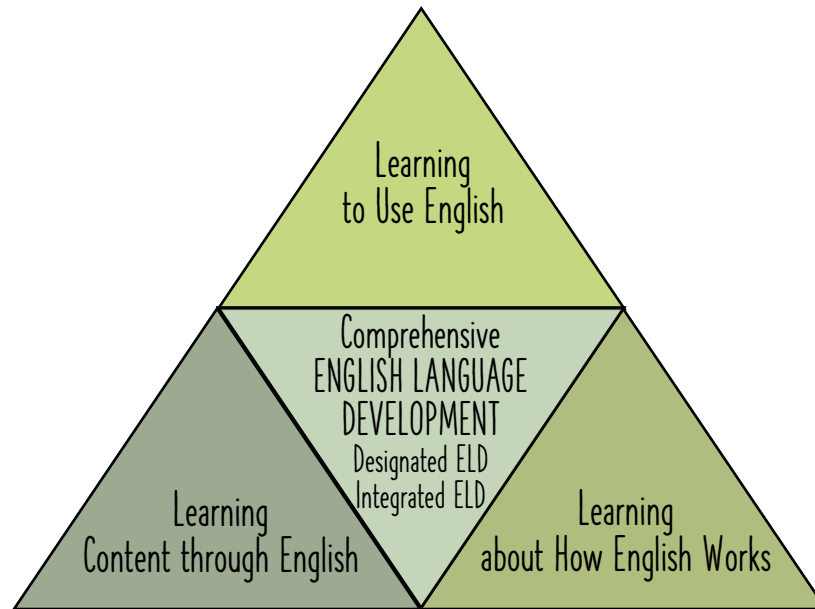 Learning
to Use English
Comprehensive
ENGLISH LANGUAGE
DEVELOPMENT
Designated ELD
Integrated ELD
Learning
Content through English
Learning
about How English Works